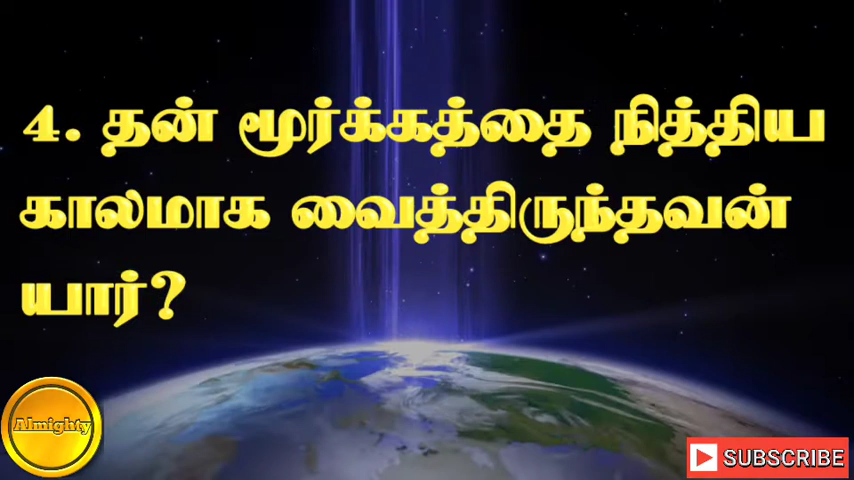 4. தன் மூர்க்கத்தை நித்திய
காலமாக வைத்திருந்தவன்
யார்?
Almighty
SUBSCRIBE